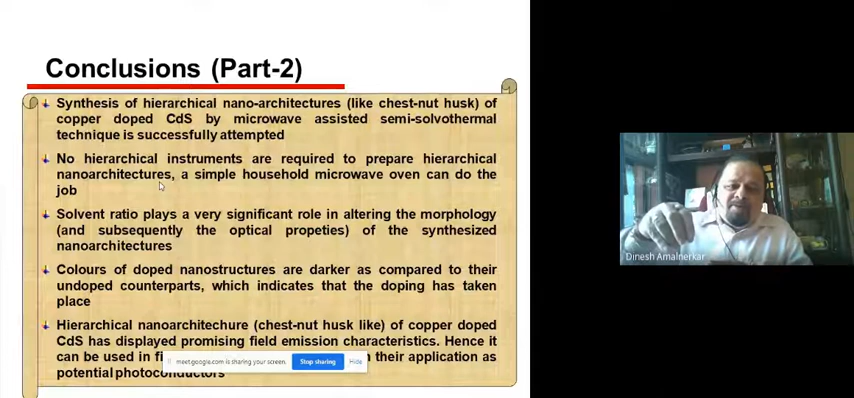 Conclusions (Part-2)
Synthesis of hierarchical nano-architectures (like chest-nut husk) of
copper doped CdS by microwave assisted semi-solvothermal
technique is successfully attempted
No hierarchical instruments are required to prepare hierarchical
nanoarchitectures, a simple household microwave oven can do the
job
Solvent ratio plays a very significant role in altering the morphology
(and subsequently the optical propeties) of the synthesized
nanoarchitectures
Colours of doped nanostructures are darker as compared to their
undoped counterparts, which indicates that the doping has taken
place
Hierarchical nanoarchitechure (chest-nut husk like) of copper doped
CdS has displayed promising field emission characteristics. Hence it
can be used in fi their application as
meet.google.com is sharing your screen. Stop sharing Hide
potential photoconductors
Dinesh Amalnerkar